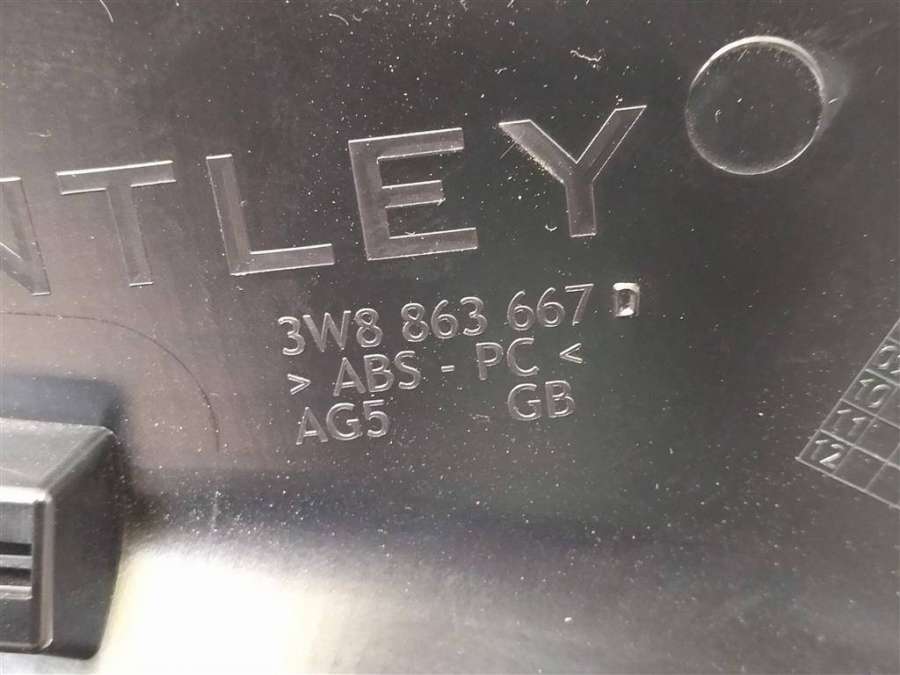 NTLEY
3W8 863 667 D
> ABS - PC <
AG5 GB
10
11
12